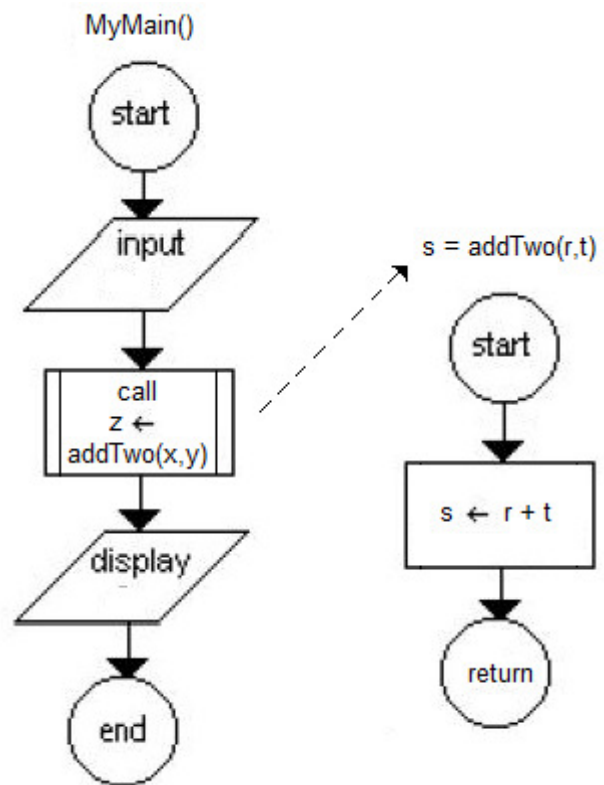 MyMain()
start
input
call
z ←
addTwo(x,y)
display
end
s = addTwo(r,t)
start
s ← r + t
return